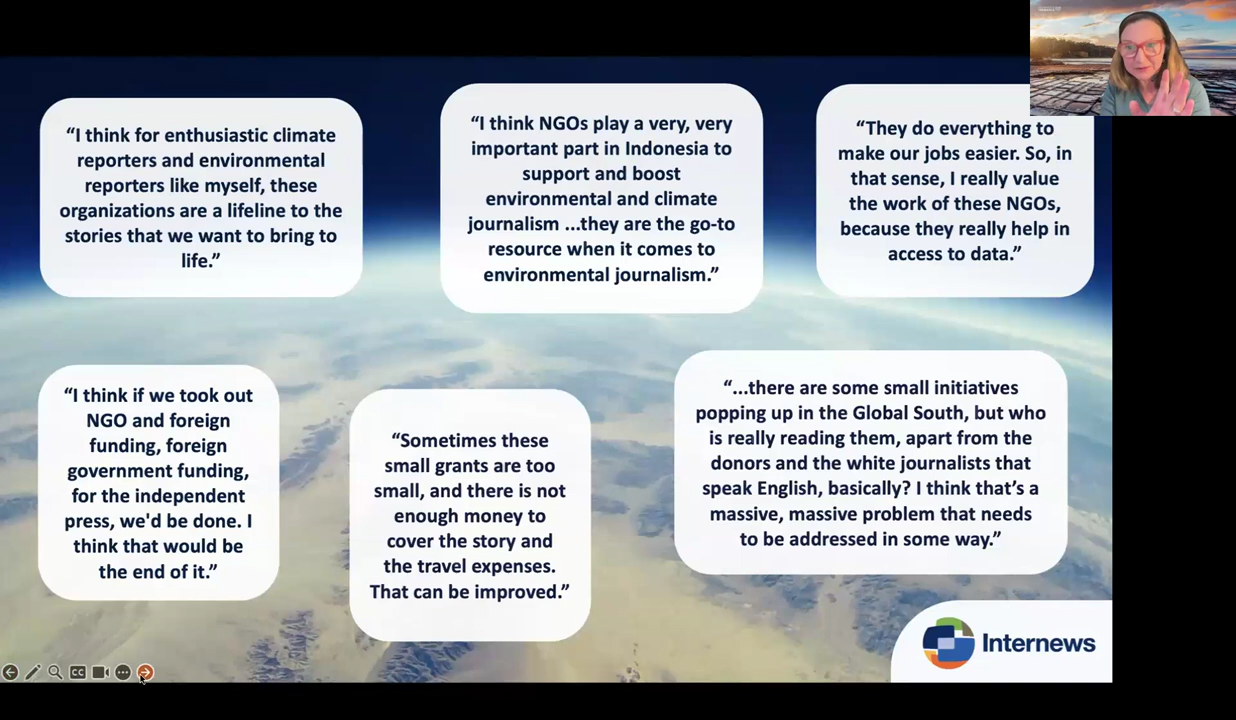 “I think for enthusiastic climate
reporters and environmental
reporters like myself, these
organizations are a lifeline to the
stories that we want to bring to
life.”
“I think NGOs play a very, very
important part in Indonesia to
support and boost
environmental and climate
journalism ...they are the go-to
resource when it comes to
environmental journalism.”
“They do everything to
make our jobs easier. So, in
that sense, I really value
the work of these NGOs,
because they really help in
access to data.”
“I think if we took out
NGO and foreign
funding, foreign
government funding,
for the independent
press, we'd be done. I
think that would be
the end of it.”
“Sometimes these
small grants are too
small, and there is not
enough money to
cover the story and
the travel expenses.
That can be improved.”
“...there are some small initiatives
popping up in the Global South, but who
is really reading them, apart from the
donors and the white journalists that
speak English, basically? I think that’s a
massive, massive problem that needs
to be addressed in some way.”
Internews
CC